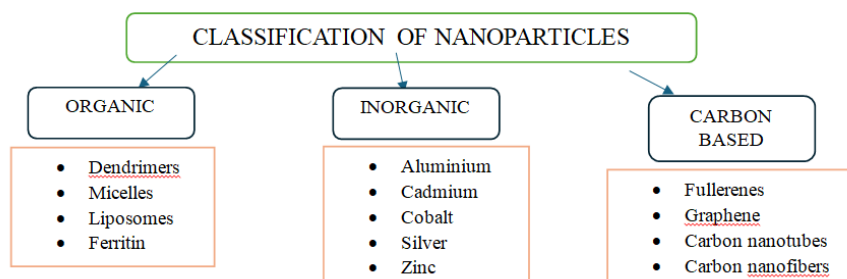 CLASSIFICATION OF NANOPARTICLES
ORGANIC
• Dendrimers
• Micelles
• Liposomes
• Ferritin
INORGANIC
• Aluminium
• Cadmium
• Cobalt
• Silver
• Zinc
CARBON
BASED
• Fullerenes
• Graphene
• Carbon nanotubes
• Carbon nanofibers